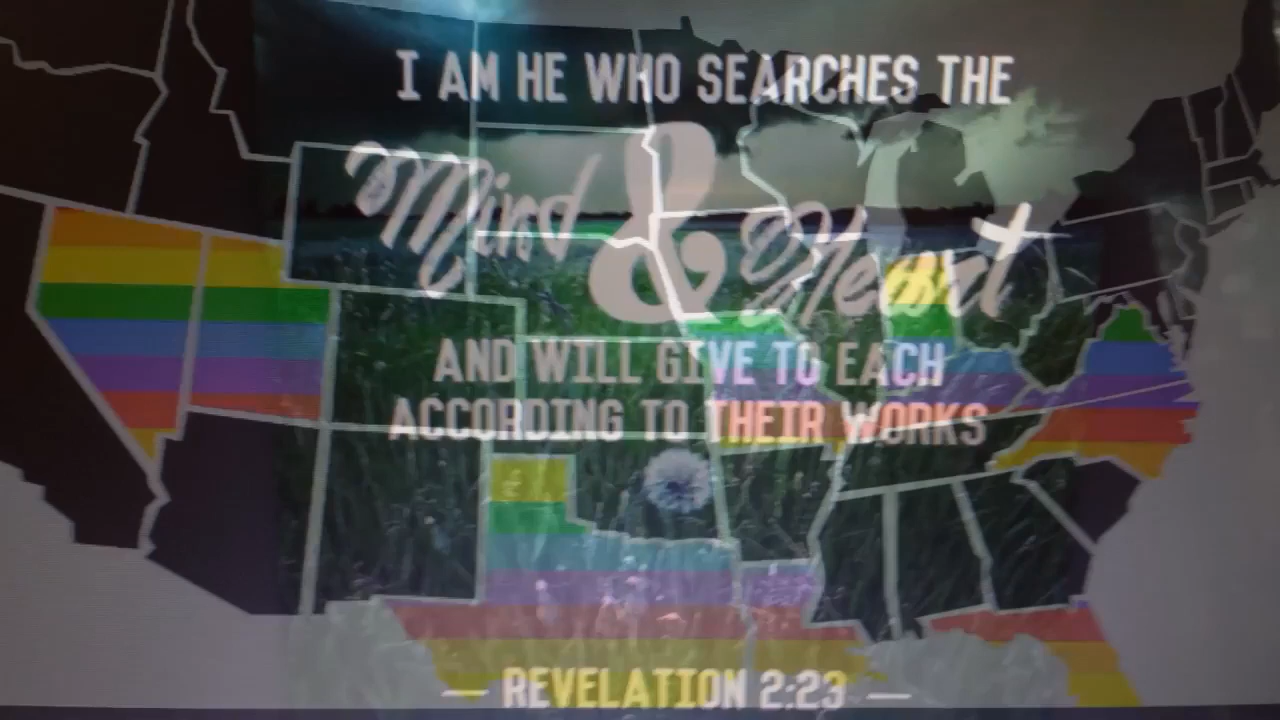 I AM HE WHO SEARCHES THE
Mind & Heart
AND WILL GIVE TO EACH
ACCORDING TO THEIR WORKS
— REVELATION 2:23 —